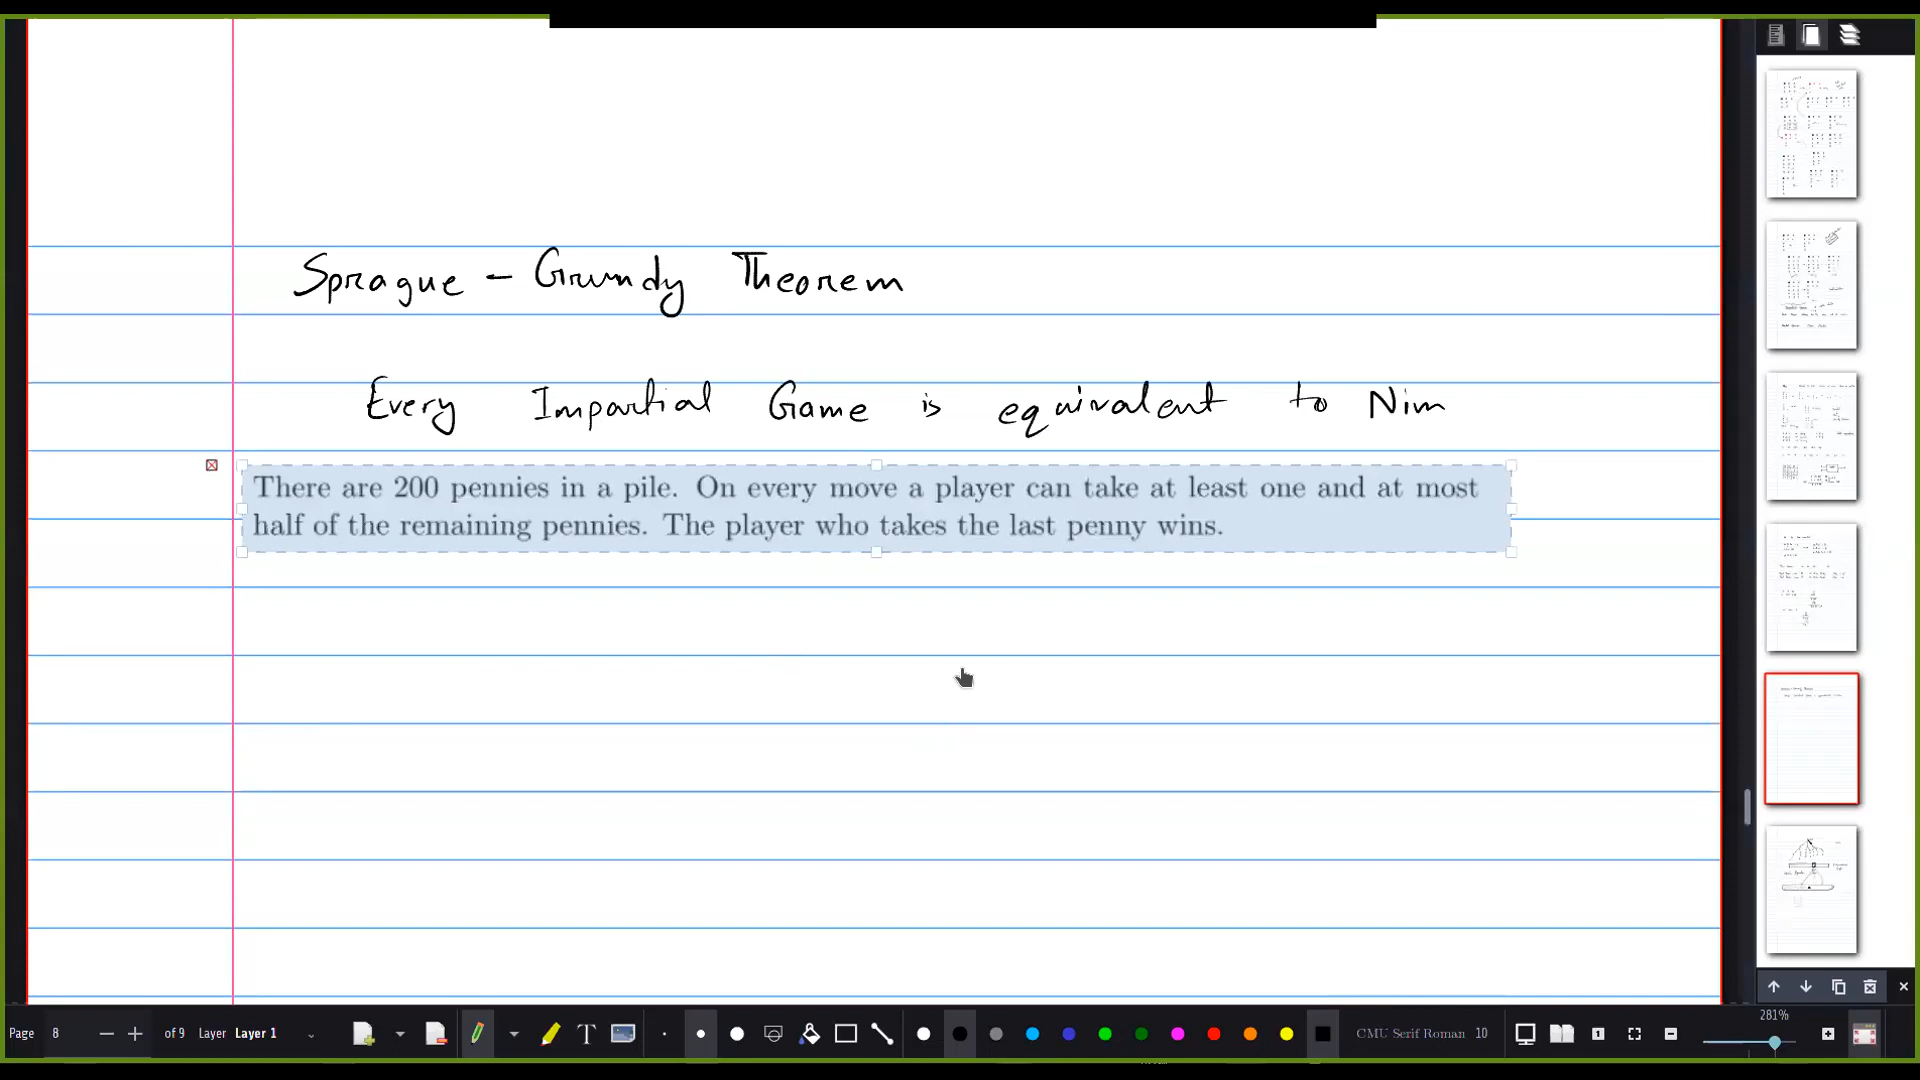 Sprague - Grundy Theorem
Every Impartial Game is equivalent to Nim
There are 200 pennies in a pile. On every move a player can take at least one and at most
half of the remaining pennies. The player who takes the last penny wins.
281%
Page 8 of 9 Layer Layer 1 T CMU Serif Roman 10